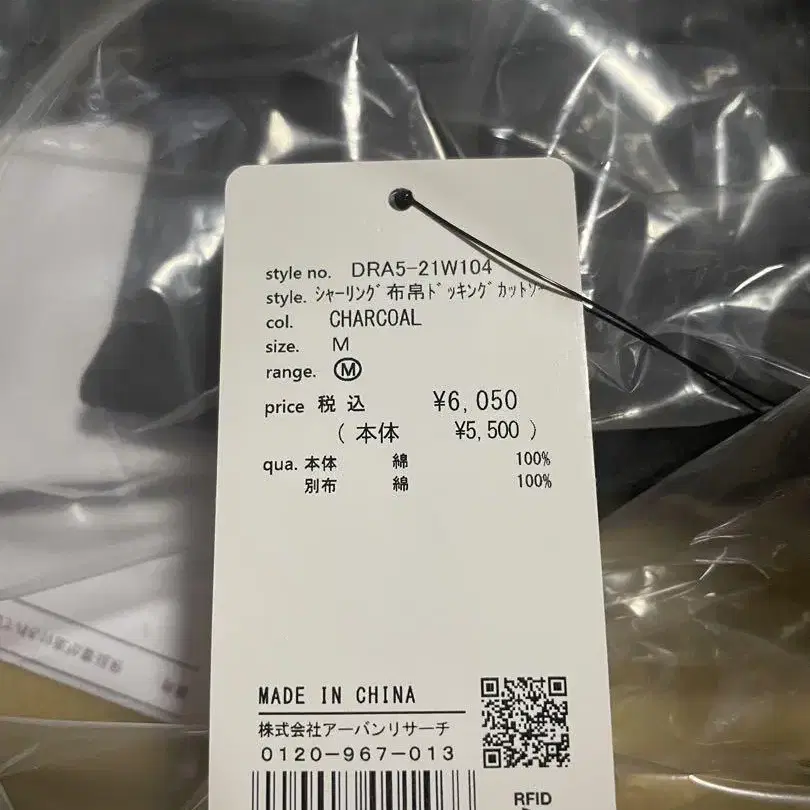 style no. DRA5-21W104
style. シャーリング布帛ドッキングカットソー
col. CHARCOAL
size. M
range. Ⓜ
price 税込 ¥6,050
( 本体 ¥5,500 )
qua. 本体 綿 100%
別布 綿 100%
MADE IN CHINA
株式会社アーバンリサーチ
0120-967-013
RFID